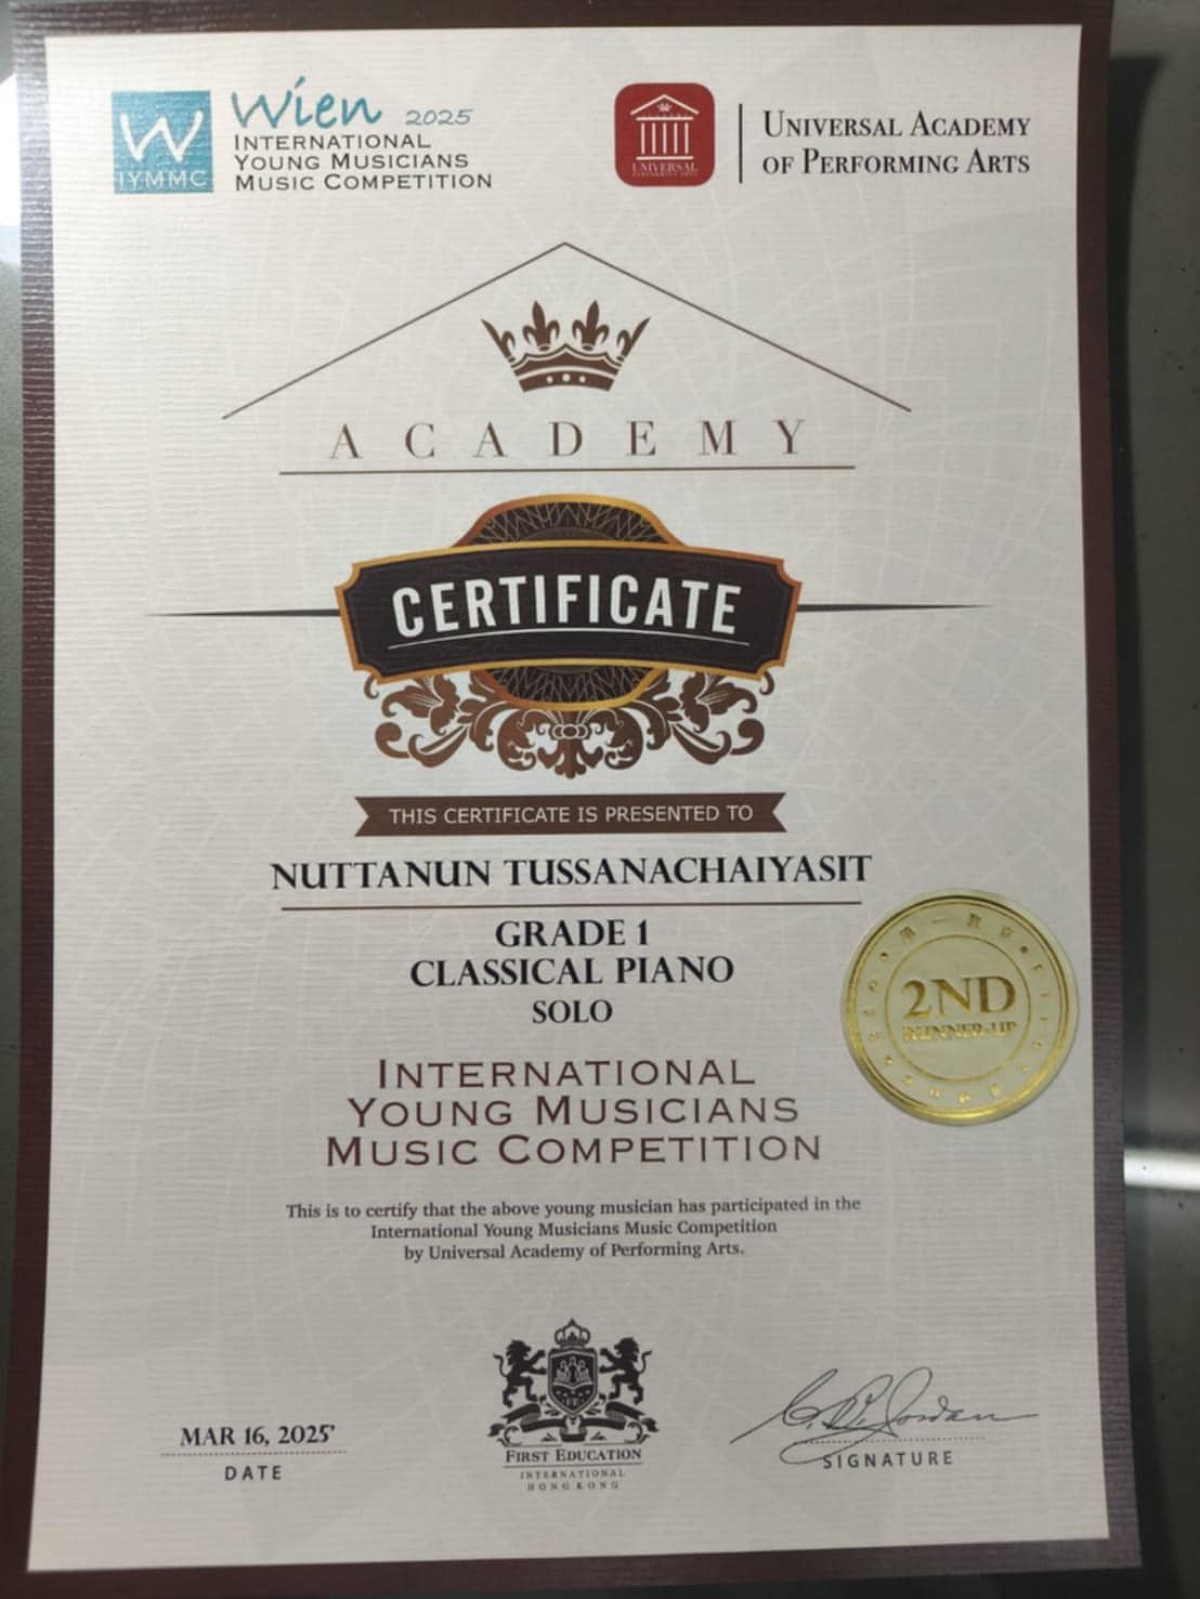 Wien 2025
INTERNATIONAL
YOUNG MUSICIANS
MUSIC COMPETITION
W
IYMMC
UNIVERSAL
UNIVERSAL ACADEMY
OF PERFORMING ARTS
ACADEMY
CERTIFICATE
THIS CERTIFICATE IS PRESENTED TO
NUTTANUN TUSSANACHAIYASIT
GRADE 1
CLASSICAL PIANO
SOLO
2ND
RUNNER-UP
INTERNATIONAL
YOUNG MUSICIANS
MUSIC COMPETITION
This is to certify that the above young musician has participated in the
International Young Musicians Music Competition
by Universal Academy of Performing Arts.
MAR 16, 2025'
DATE
FIRST EDUCATION
INTERNATIONAL
HONG KONG
SIGNATURE